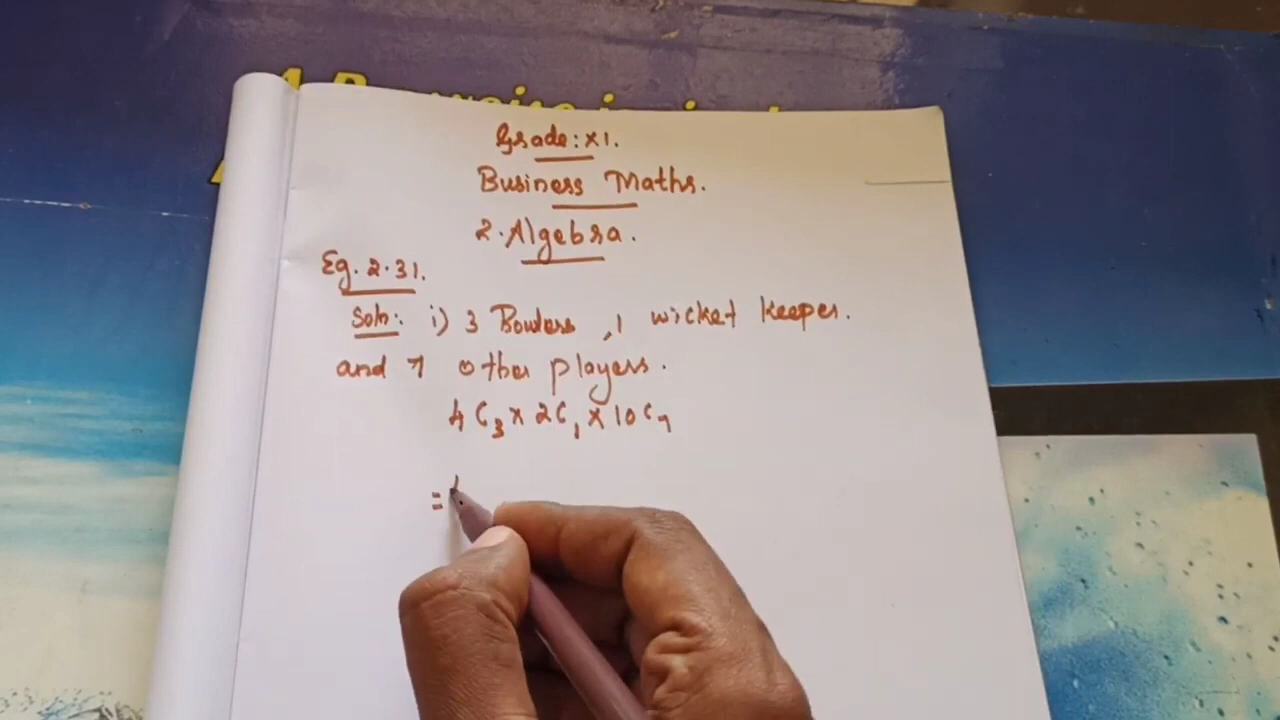 Grade: XI.
Business Maths.
2. Algebra.
Eg. 2.31.
Soln: i) 3 Bowlers, 1 wicket keeper.
and 7 other players.
4C₃ x 2C₁ x 10C₇
=